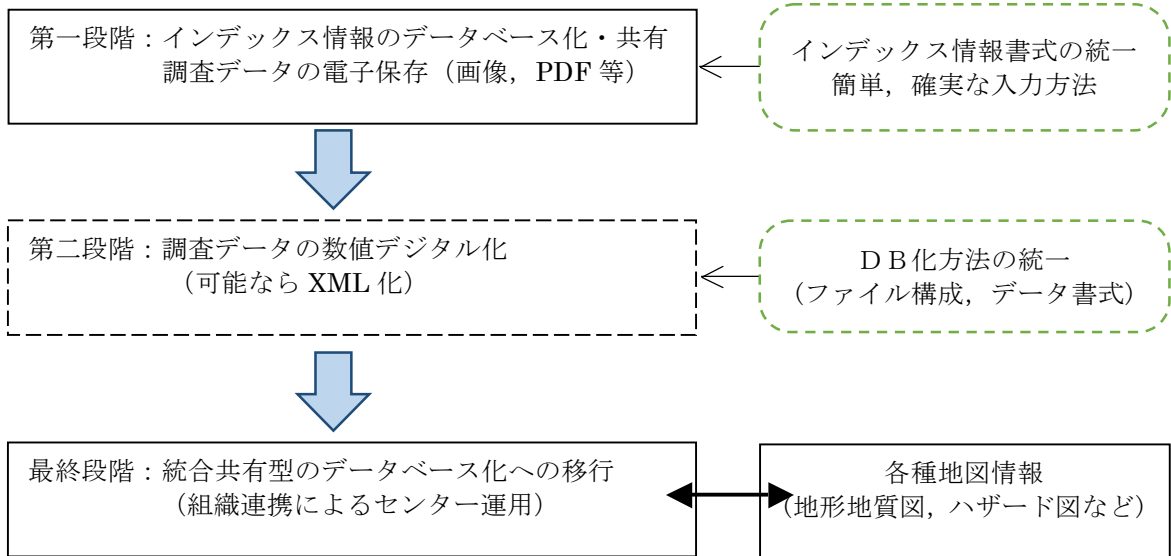 第一段階：インデックス情報のデータベース化・共有
調査データの電子保存（画像，PDF 等）
インデックス情報書式の統一
簡単，確実な入力方法
第二段階：調査データの数値デジタル化
（可能なら XML 化）
ＤＢ化方法の統一
（ファイル構成，データ書式）
最終段階：統合共有型のデータベース化への移行
（組織連携によるセンター運用）
各種地図情報
（地形地質図，ハザード図など）